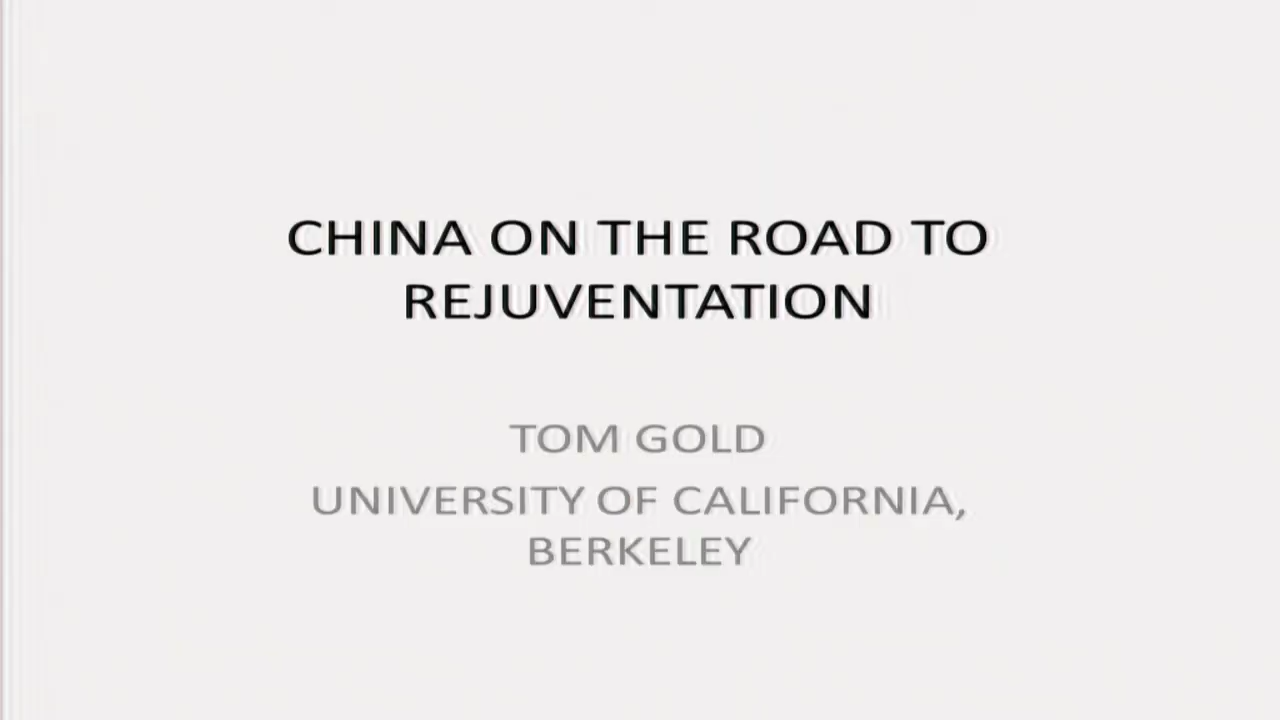 CHINA ON THE ROAD TO
REJUVENTATION
TOM GOLD
UNIVERSITY OF CALIFORNIA,
BERKELEY